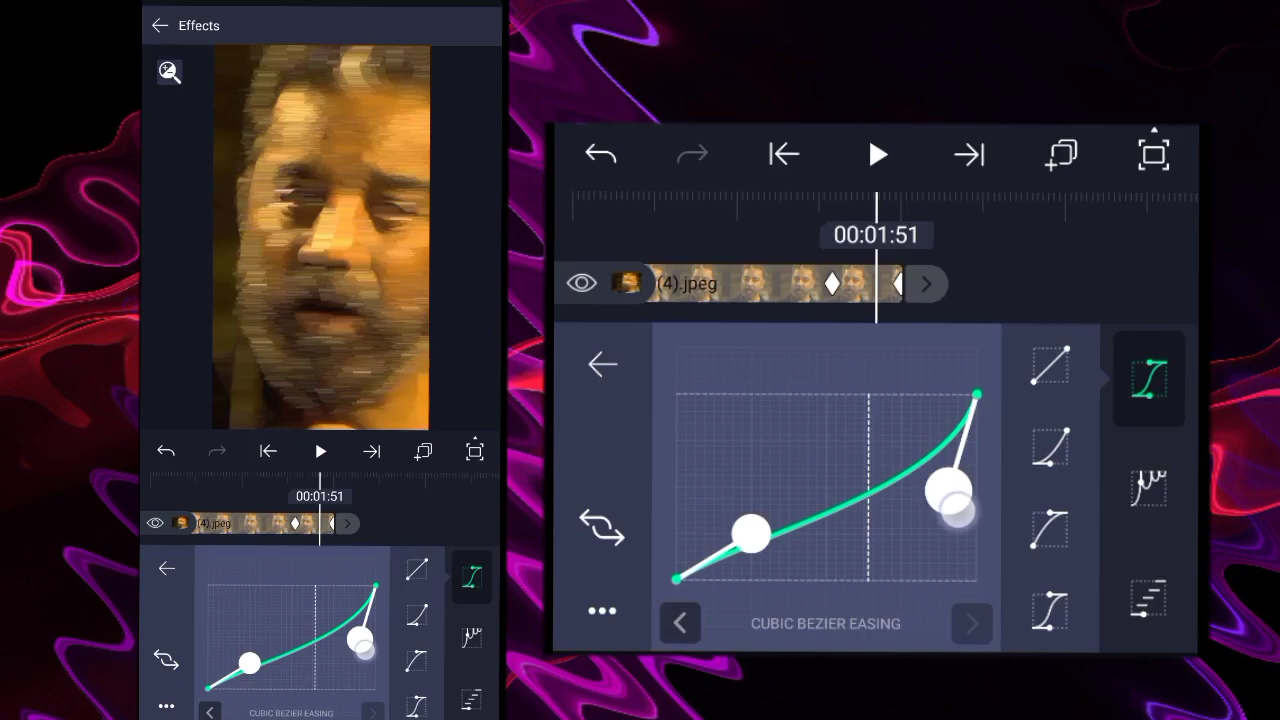 Effects
00:01:51
(4).jpeg
CUBIC BEZIER EASING
00:01:51
(4).jpeg
CUBIC BEZIER EASING